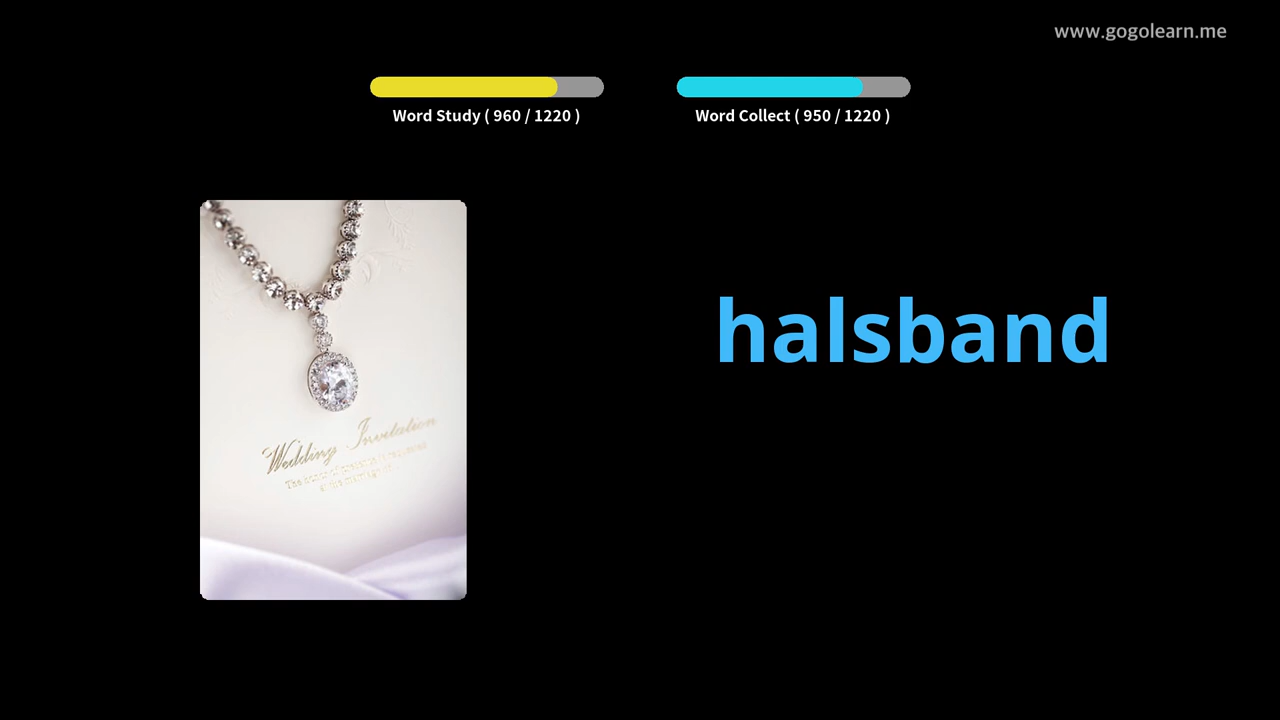 www.gogolearn.me
Word Study ( 960 / 1220 )
Word Collect ( 950 / 1220 )
halsband
Wedding Invitation